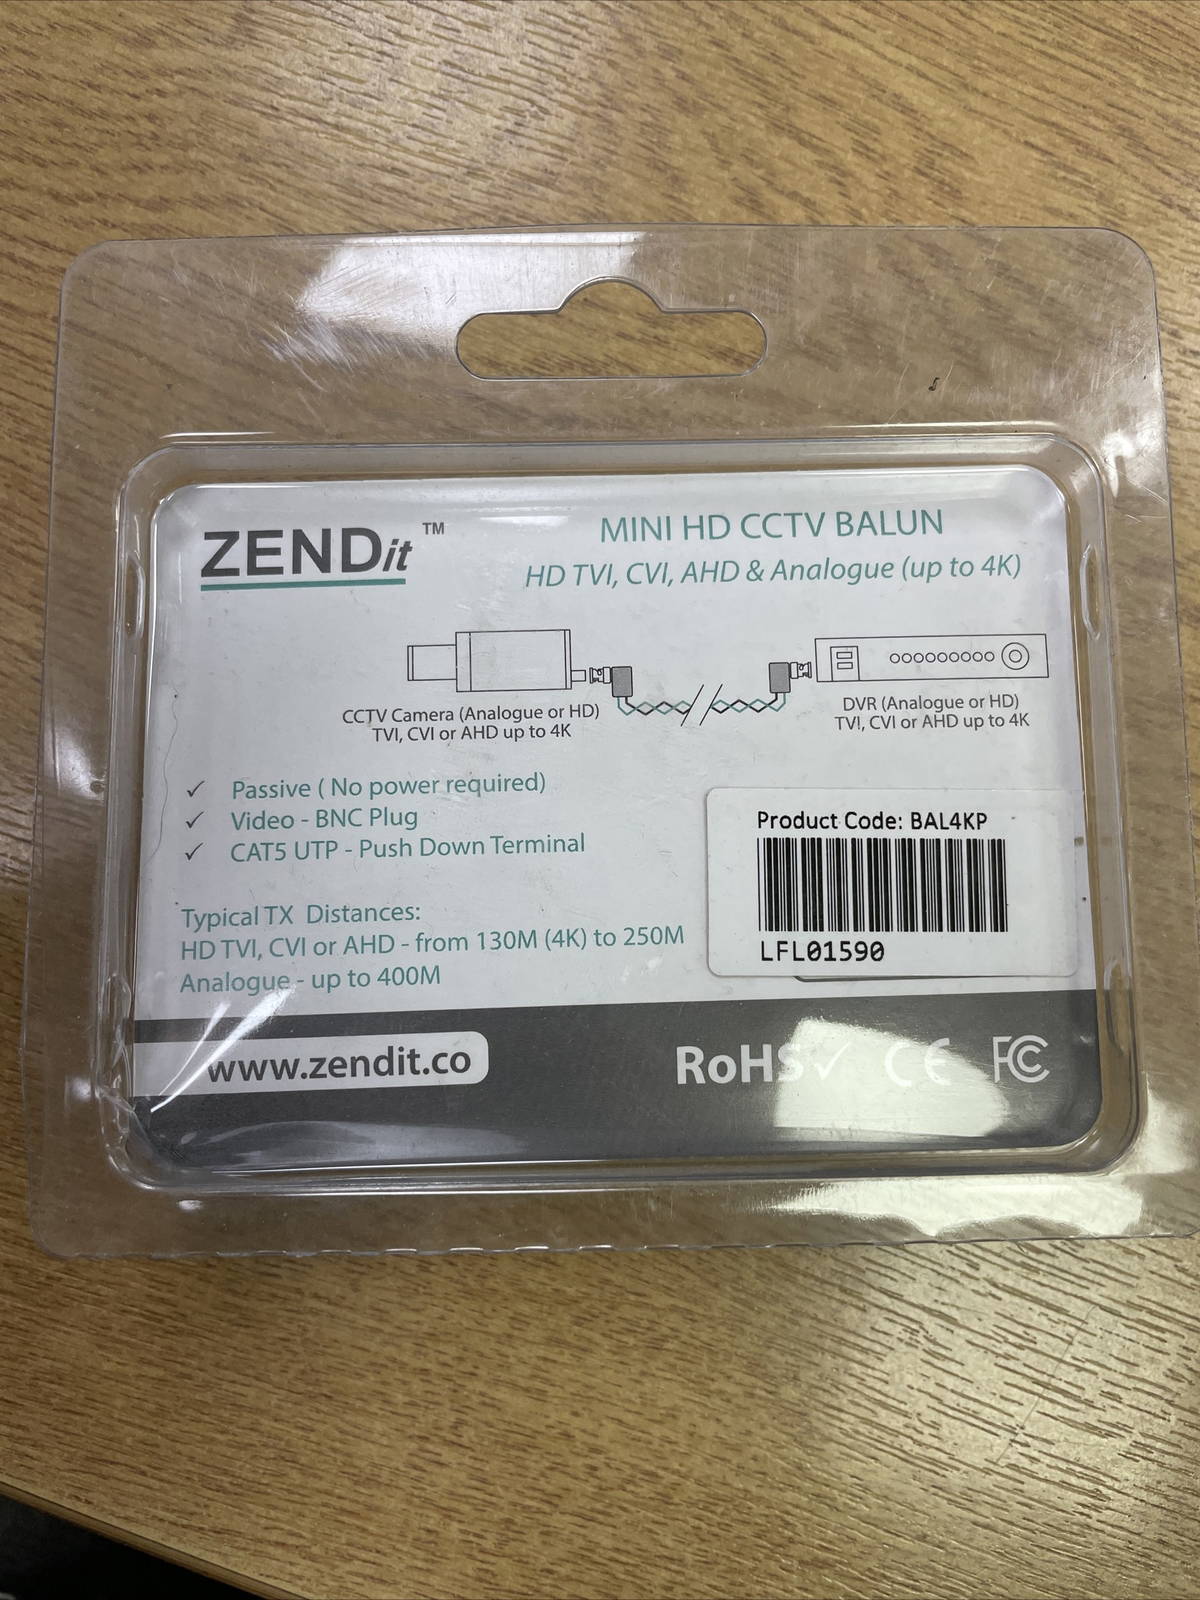 ZENDit™
MINI HD CCTV BALUN
HD TVI, CVI, AHD & Analogue (up to 4K)
CCTV Camera (Analogue or HD)
TVI, CVI or AHD up to 4K
DVR (Analogue or HD)
TVI, CVI or AHD up to 4K
✓ Passive ( No power required)
✓ Video - BNC Plug
✓ CAT5 UTP - Push Down Terminal
Typical TX Distances:
HD TVI, CVI or AHD - from 130M (4K) to 250M
Analogue - up to 400M
Product Code: BAL4KP
LFL01590
www.zendit.co
RoHS✓ CE FC